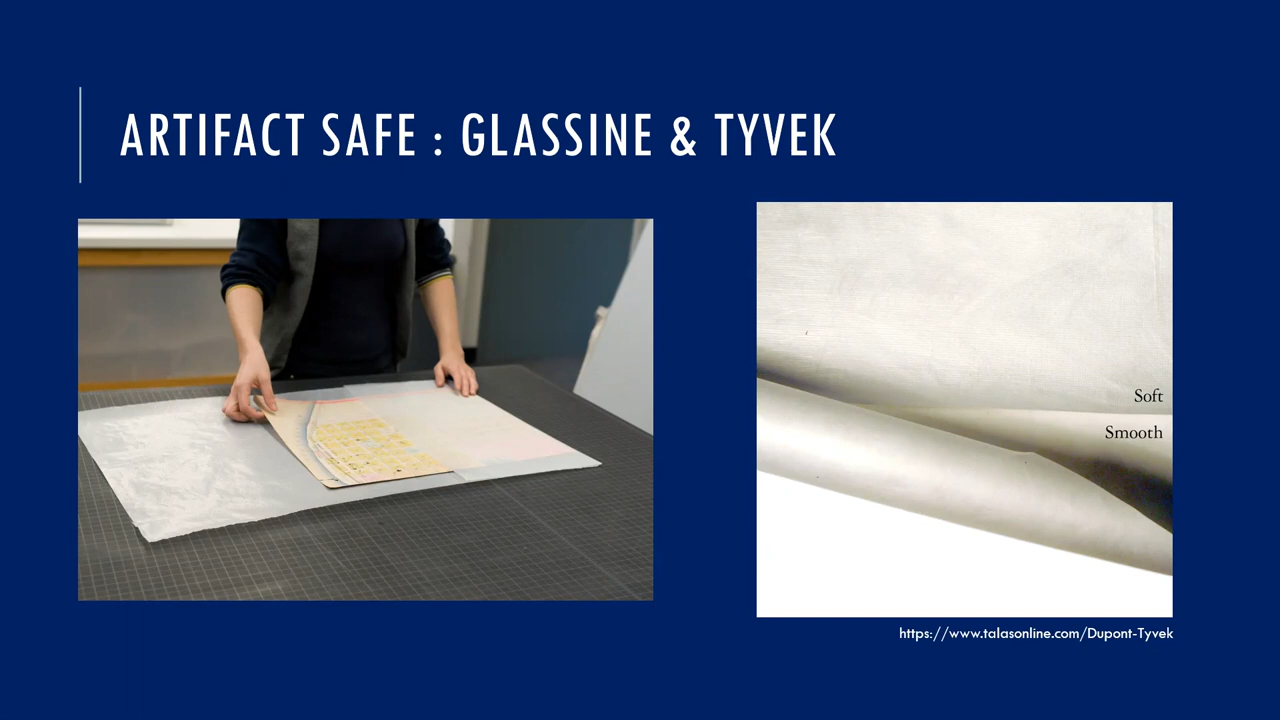 ARTIFACT SAFE : GLASSINE & TYVEK
Soft
Smooth
https://www.talasonline.com/Dupont-Tyvek